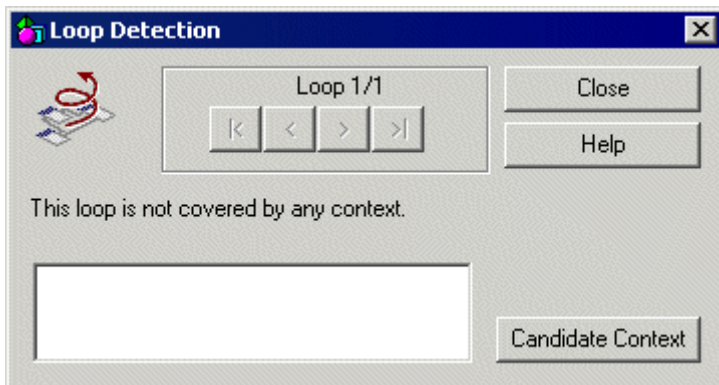 Loop Detection
Loop 1/1
|< < > >|
Close
Help
This loop is not covered by any context.
Candidate Context